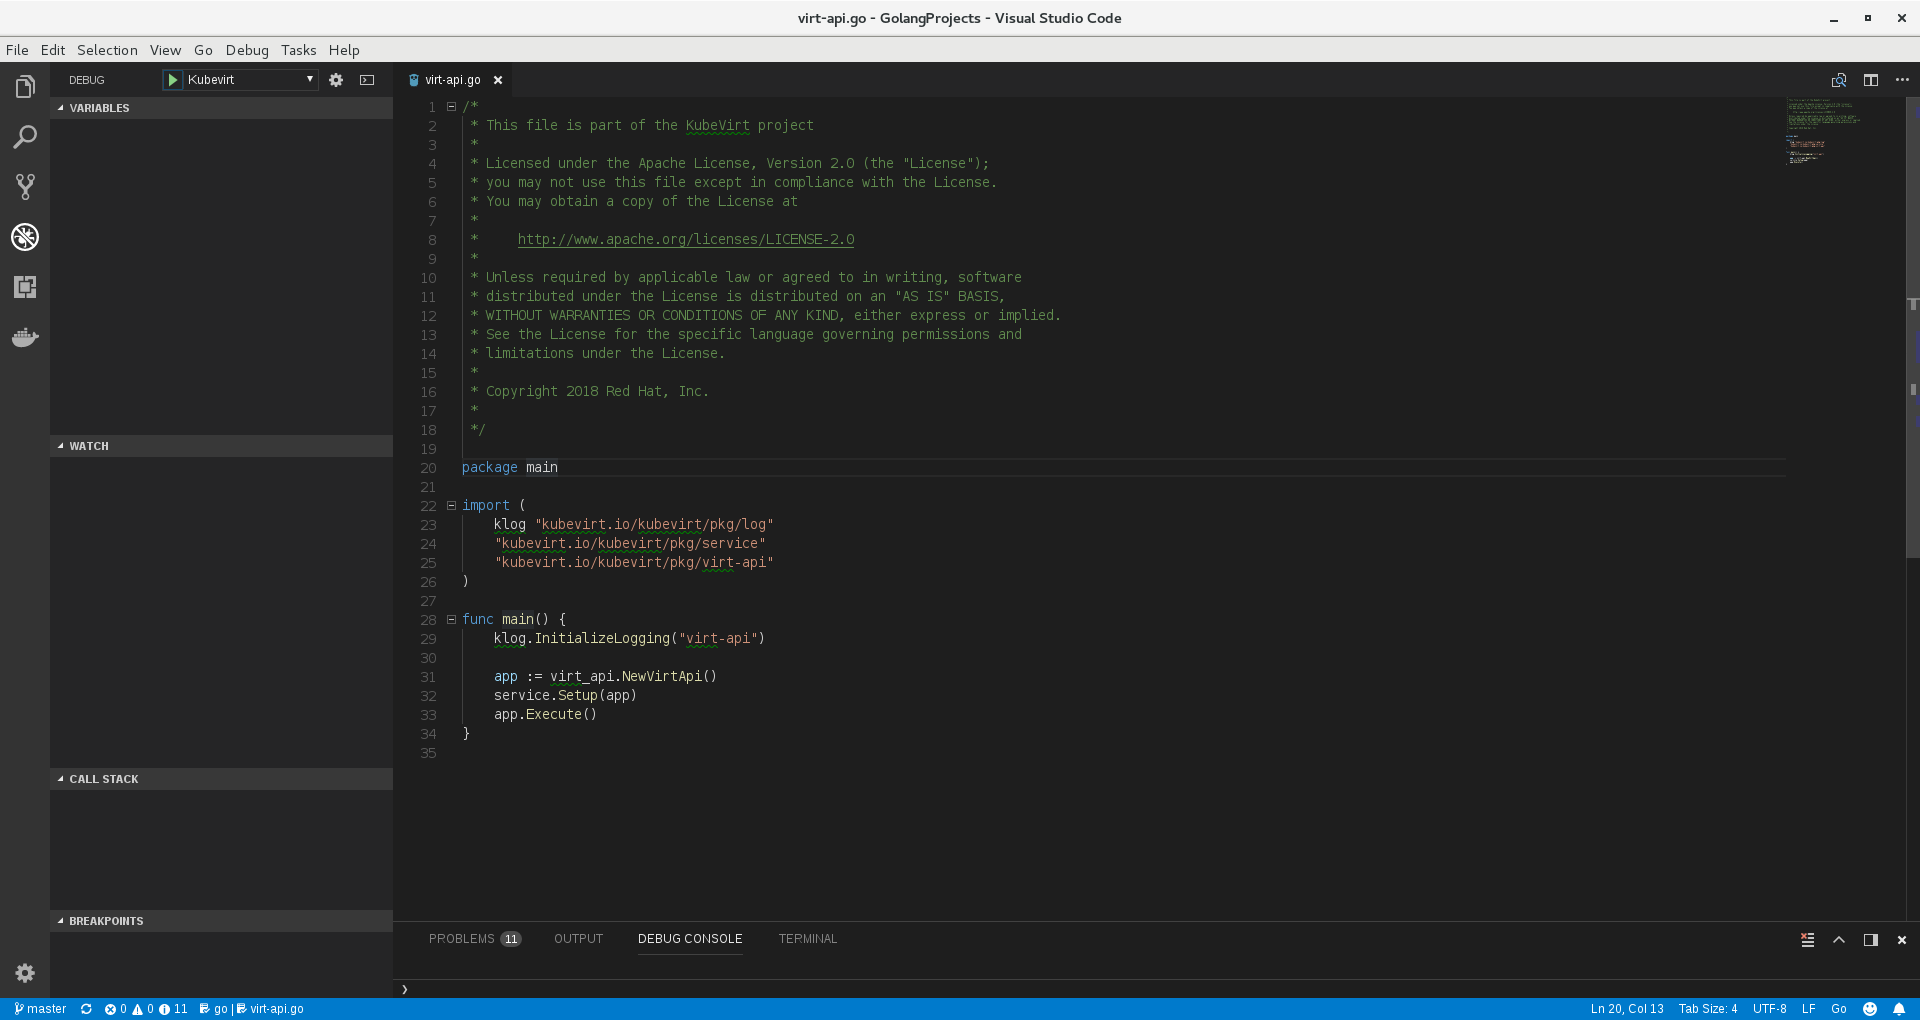 virt-api.go - GolangProjects - Visual Studio Code
File Edit Selection View Go Debug Tasks Help
DEBUG Kubevirt
virt-api.go
VARIABLES
WATCH
CALL STACK
BREAKPOINTS
1 /*
2  * This file is part of the KubeVirt project
3  *
4  * Licensed under the Apache License, Version 2.0 (the "License");
5  * you may not use this file except in compliance with the License.
6  * You may obtain a copy of the License at
7  *
8  *     http://www.apache.org/licenses/LICENSE-2.0
9  *
10  * Unless required by applicable law or agreed to in writing, software
11  * distributed under the License is distributed on an "AS IS" BASIS,
12  * WITHOUT WARRANTIES OR CONDITIONS OF ANY KIND, either express or implied.
13  * See the License for the specific language governing permissions and
14  * limitations under the License.
15  *
16  * Copyright 2018 Red Hat, Inc.
17  *
18  */
19
20 package main
21
22 import (
23     klog "kubevirt.io/kubevirt/pkg/log"
24     "kubevirt.io/kubevirt/pkg/service"
25     "kubevirt.io/kubevirt/pkg/virt-api"
26 )
27
28 func main() {
29     klog.InitializeLogging("virt-api")
30
31     app := virt_api.NewVirtApi()
32     service.Setup(app)
33     app.Execute()
34 }
35
PROBLEMS 11 OUTPUT DEBUG CONSOLE TERMINAL
❯
master 0 0 11 go | virt-api.go Ln 20, Col 13 Tab Size: 4 UTF-8 LF Go